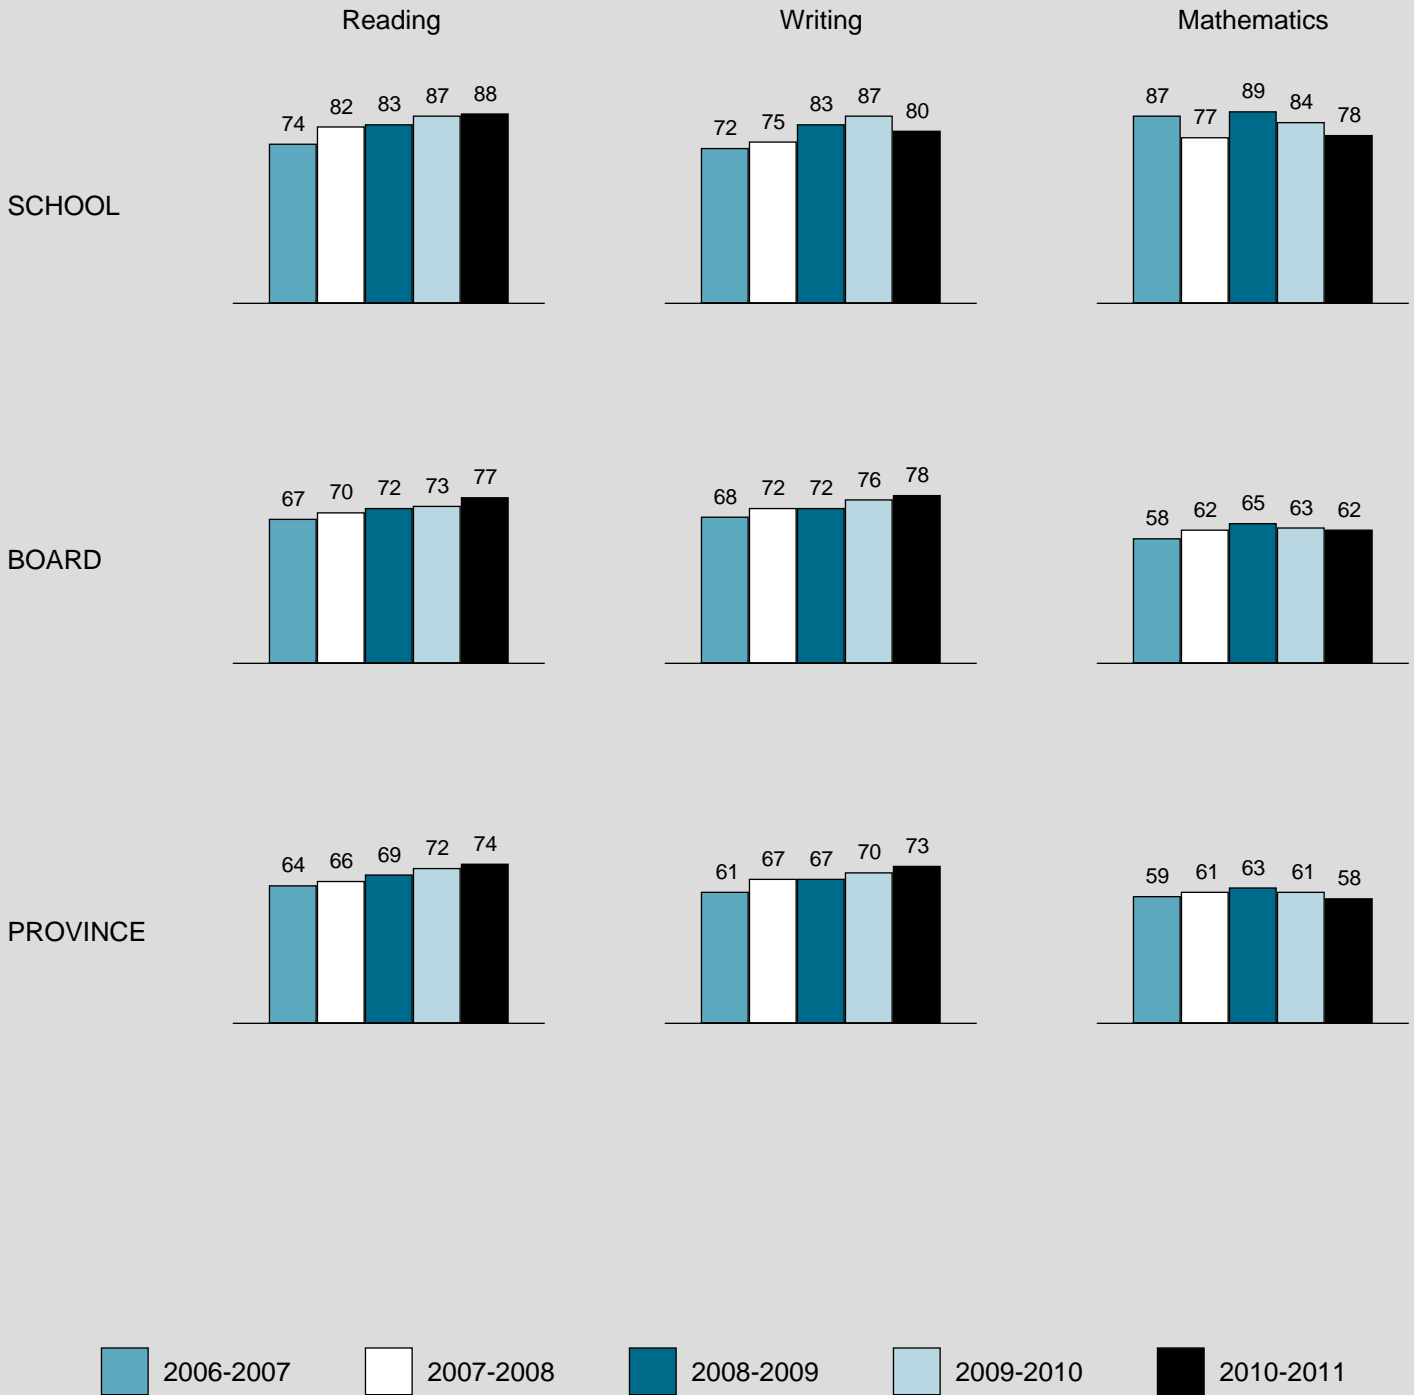 Reading Writing Mathematics
SCHOOL
74 82 83 87 88
72 75 83 87 80
87 77 89 84 78
BOARD
67 70 72 73 77
68 72 72 76 78
58 62 65 63 62
PROVINCE
64 66 69 72 74
61 67 67 70 73
59 61 63 61 58
2006-2007 2007-2008 2008-2009 2009-2010 2010-2011